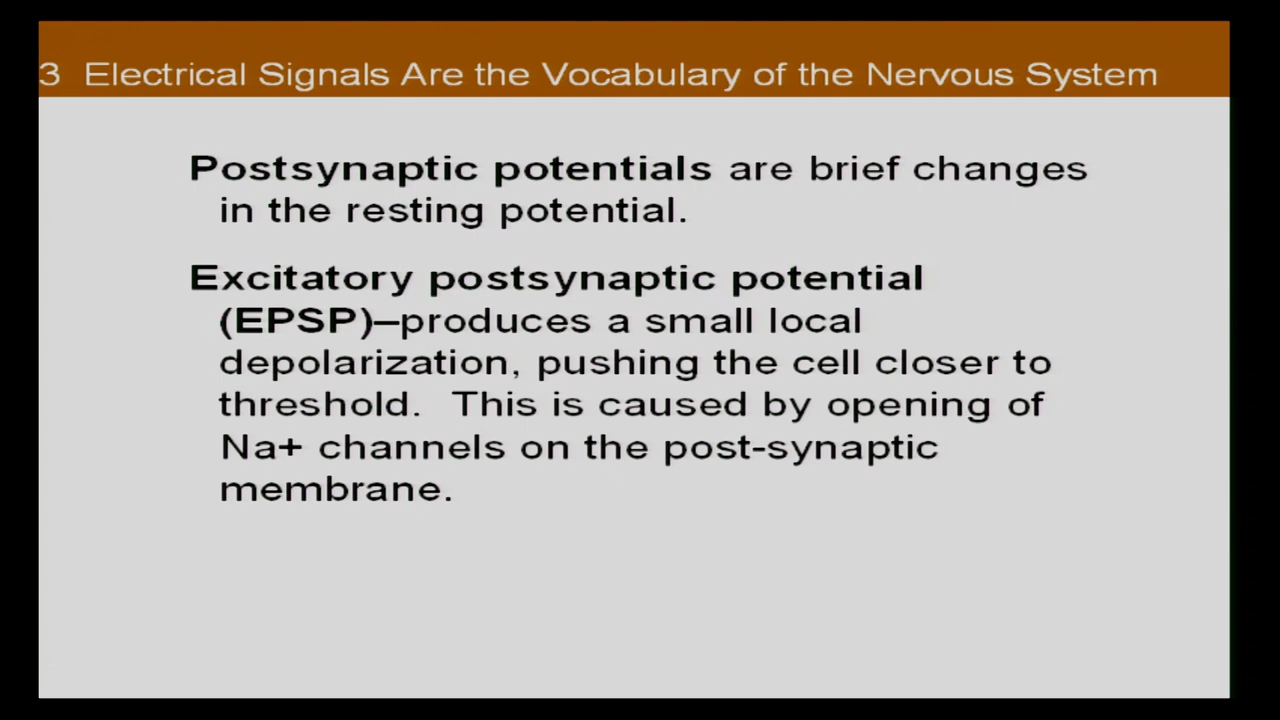 3 Electrical Signals Are the Vocabulary of the Nervous System
Postsynaptic potentials are brief changes
in the resting potential.
Excitatory postsynaptic potential
(EPSP)–produces a small local
depolarization, pushing the cell closer to
threshold. This is caused by opening of
Na+ channels on the post-synaptic
membrane.